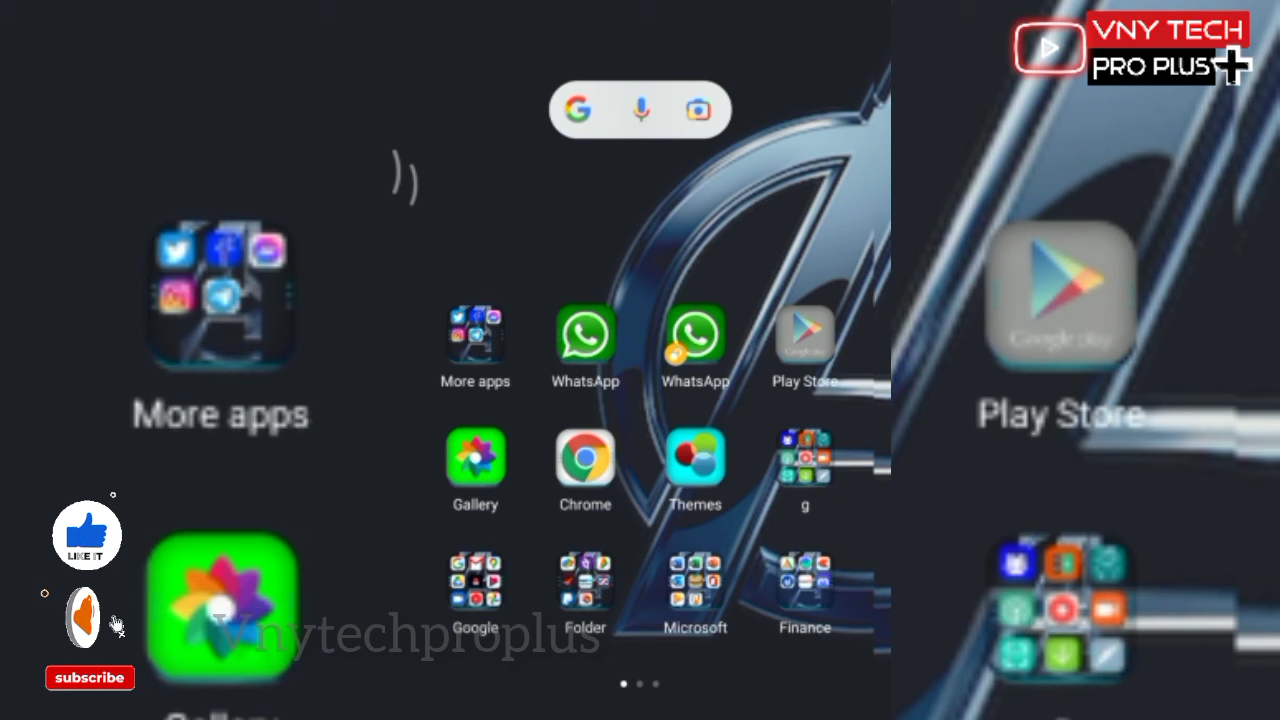 VNY TECH
PRO PLUS
More apps
Play Store
More apps
WhatsApp
WhatsApp
Play Store
Gallery
Chrome
Themes
g
LIKE IT
Google
Folder
Microsoft
Finance
Vnytechproplus
subscribe